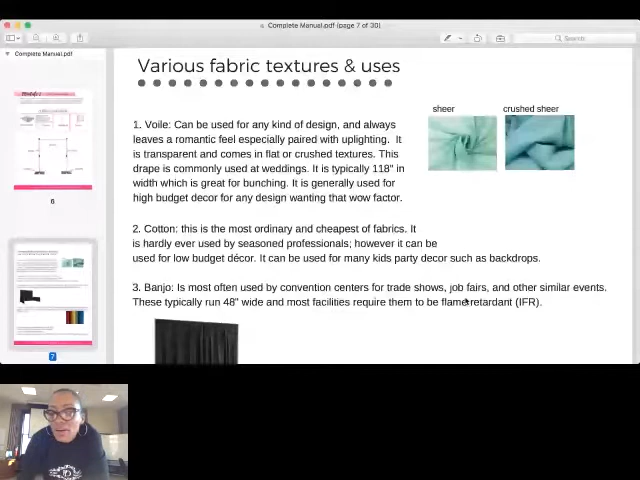 Complete Manual.pdf (page 7 of 30)
Search
Complete Manual.pdf
Various fabric textures & uses
sheer
crushed sheer
1. Voile: Can be used for any kind of design, and always
leaves a romantic feel especially paired with uplighting. It
is transparent and comes in flat or crushed textures. This
drape is commonly used at weddings. It is typically 118" in
width which is great for bunching. It is generally used for
high budget decor for any design wanting that wow factor.
2. Cotton: this is the most ordinary and cheapest of fabrics. It
is hardly ever used by seasoned professionals; however it can be
used for low budget décor. It can be used for many kids party decor such as backdrops.
3. Banjo: Is most often used by convention centers for trade shows, job fairs, and other similar events.
These typically run 48" wide and most facilities require them to be flame retardant (IFR).
6
7